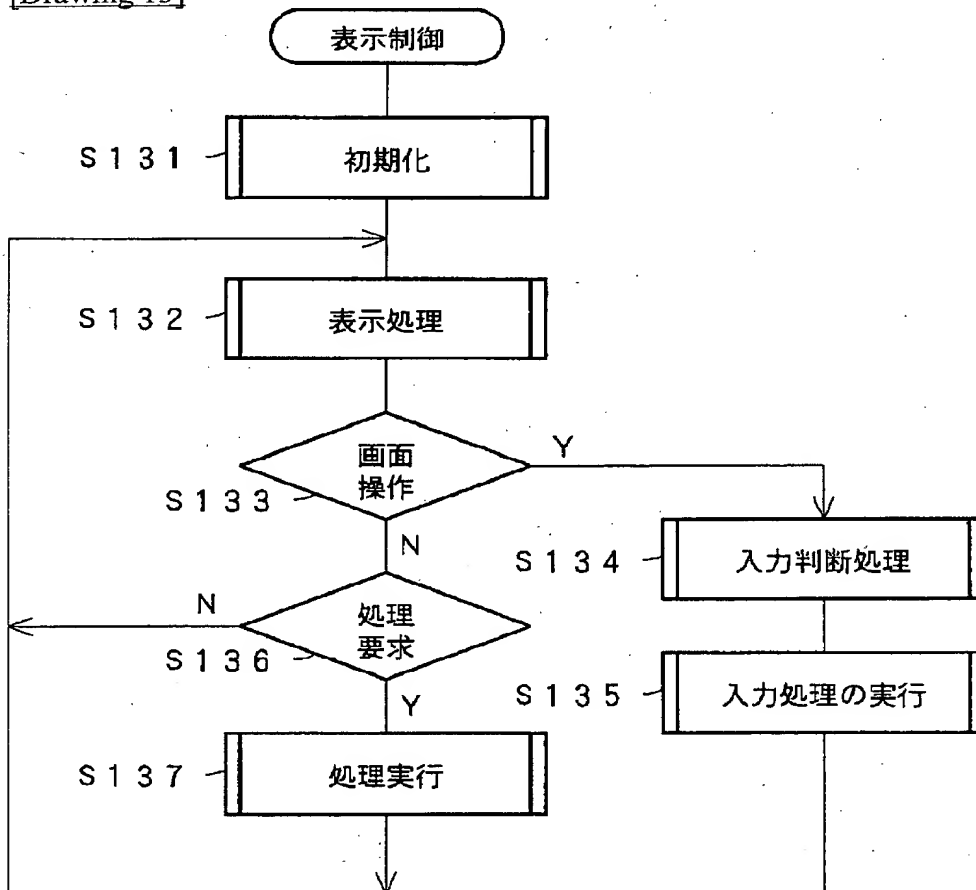 表示制御
S131
初期化
S132
表示処理
画面
操作
Y
S133
N
S134
入力判断処理
N
処理
要求
S136
Y
S135
入力処理の実行
S137
処理実行